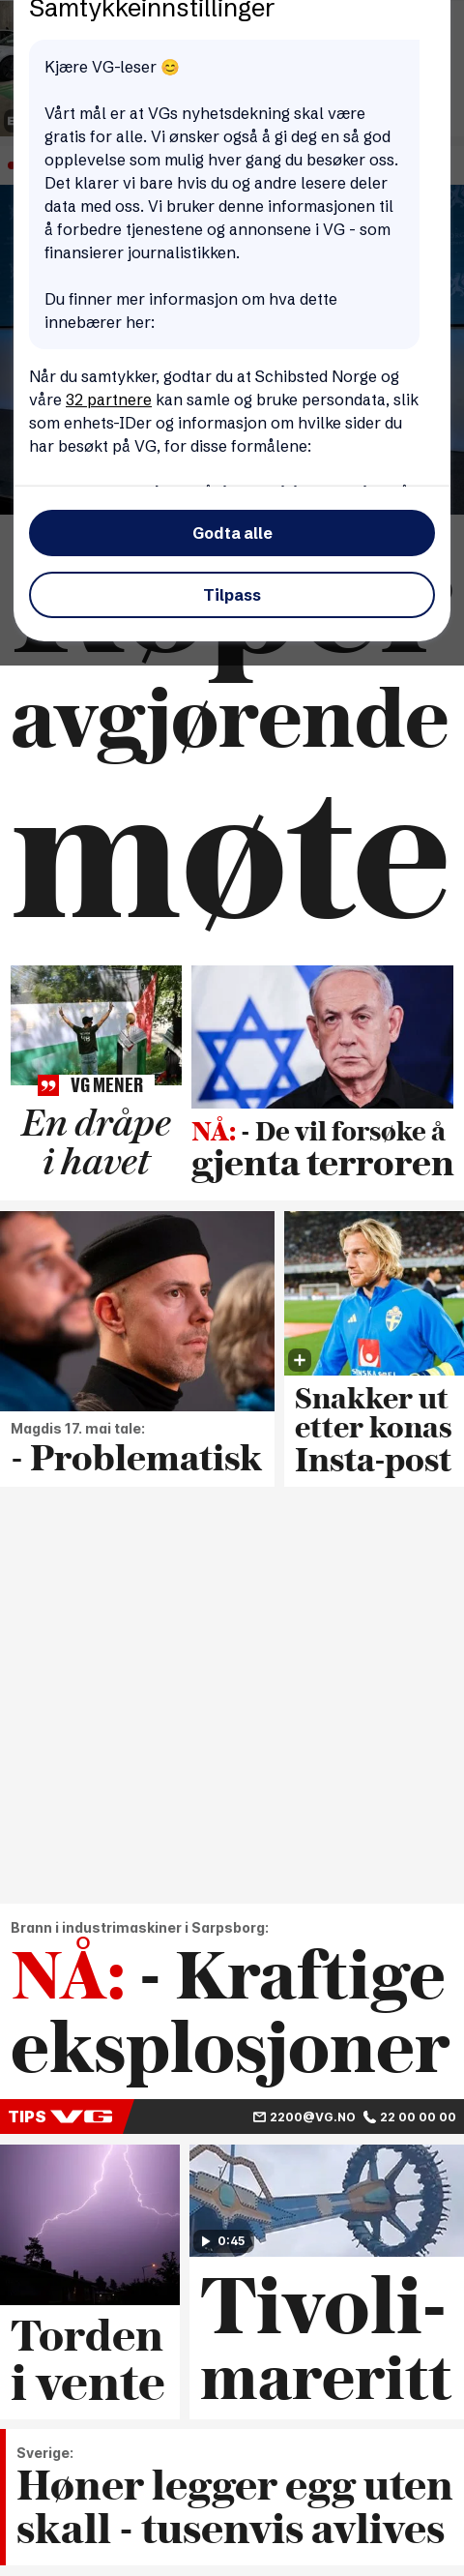 Samtykkeinnstillinger
Kjære VG-leser 😊
Vårt mål er at VGs nyhetsdekning skal være
gratis for alle. Vi ønsker også å gi deg en så god
opplevelse som mulig hver gang du besøker oss.
Det klarer vi bare hvis du og andre lesere deler
data med oss. Vi bruker denne informasjonen til
å forbedre tjenestene og annonsene i VG - som
finansierer journalistikken.
Du finner mer informasjon om hva dette
innebærer her:
Når du samtykker, godtar du at Schibsted Norge og
våre 32 partnere kan samle og bruke persondata, slik
som enhets-IDer og informasjon om hvilke sider du
har besøkt på VG, for disse formålene:
Godta alle
Tilpass
avgjørende
møte
VG MENER
En dråpe
i havet
NÅ: - De vil forsøke å
gjenta terroren
Magdis 17. mai tale:
- Problematisk
Snakker ut
etter konas
Insta-post
Brann i industrimaskiner i Sarpsborg:
NÅ: - Kraftige
eksplosjoner
TIPS VG 2200@VG.NO 22 00 00 00
0:45
Torden
i vente
Tivoli-
mareritt
Sverige:
Høner legger egg uten
skall - tusenvis avlives